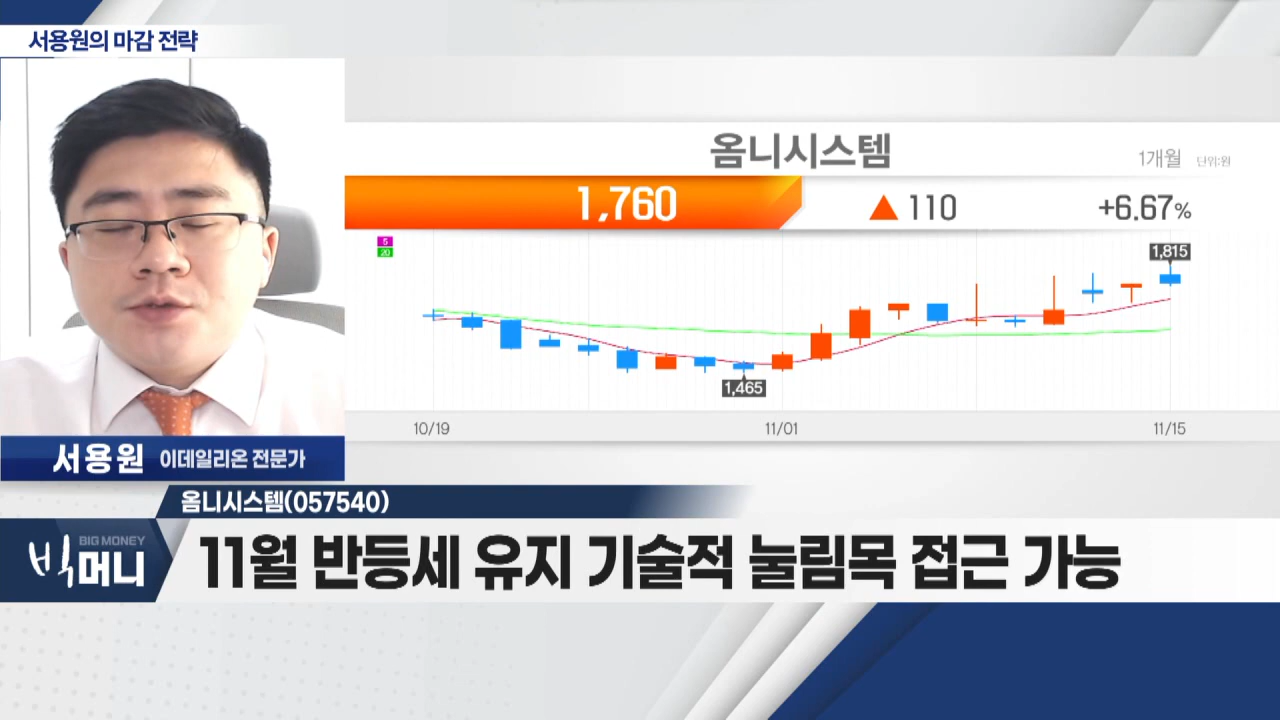 서용원의 마감 전략
옴니시스템
1개월 단위:원
1,760
▲ 110
+6.67%
5
20
1,815
1,465
10/19
11/01
11/15
서용원 이데일리온 전문가
옴니시스템(057540)
BIG MONEY
빅머니
11월 반등세 유지 기술적 눌림목 접근 가능